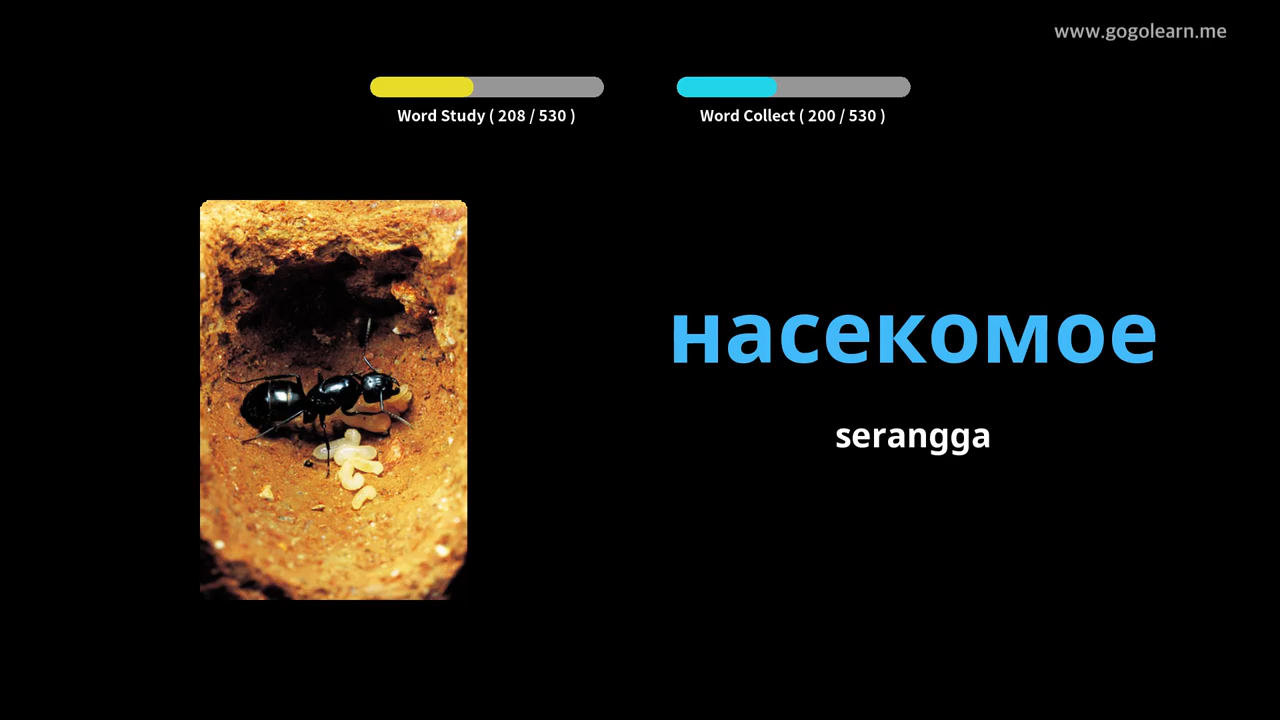 www.gogolearn.me
Word Study ( 208 / 530 )
Word Collect ( 200 / 530 )
насекомое
serangga